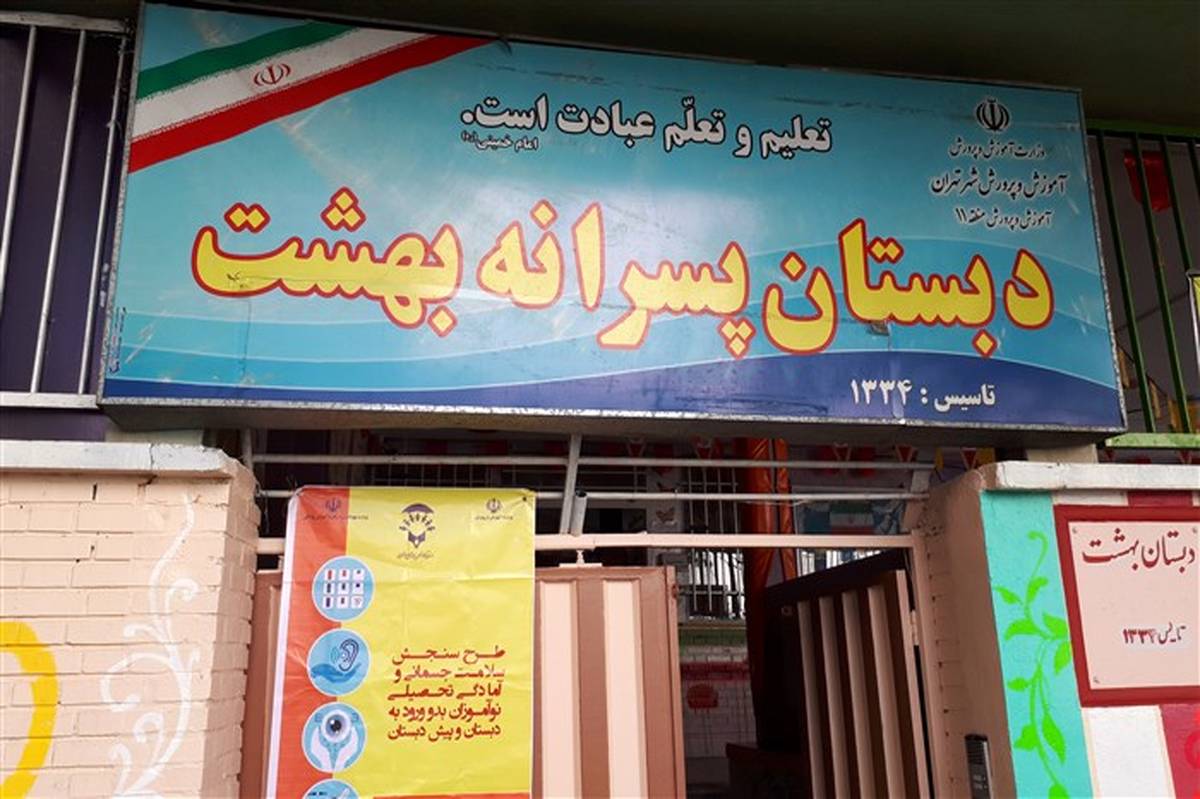 تعلیم و تعلّم عبادت است.
امام خمینی(ره)
وزارت آموزش و پرورش
آموزش و پرورش شهر تهران
آموزش و پرورش منطقه ۱۱
دبستان پسرانه بهشت
تاسیس : ۱۳۳۴
طرح سنجش
سلامت جسمانی و
آمادگی تحصیلی
نوآموزان بدو ورود به
دبستان و پیش دبستان
دبستان بهشت
تاسیس ۱۳۳۴